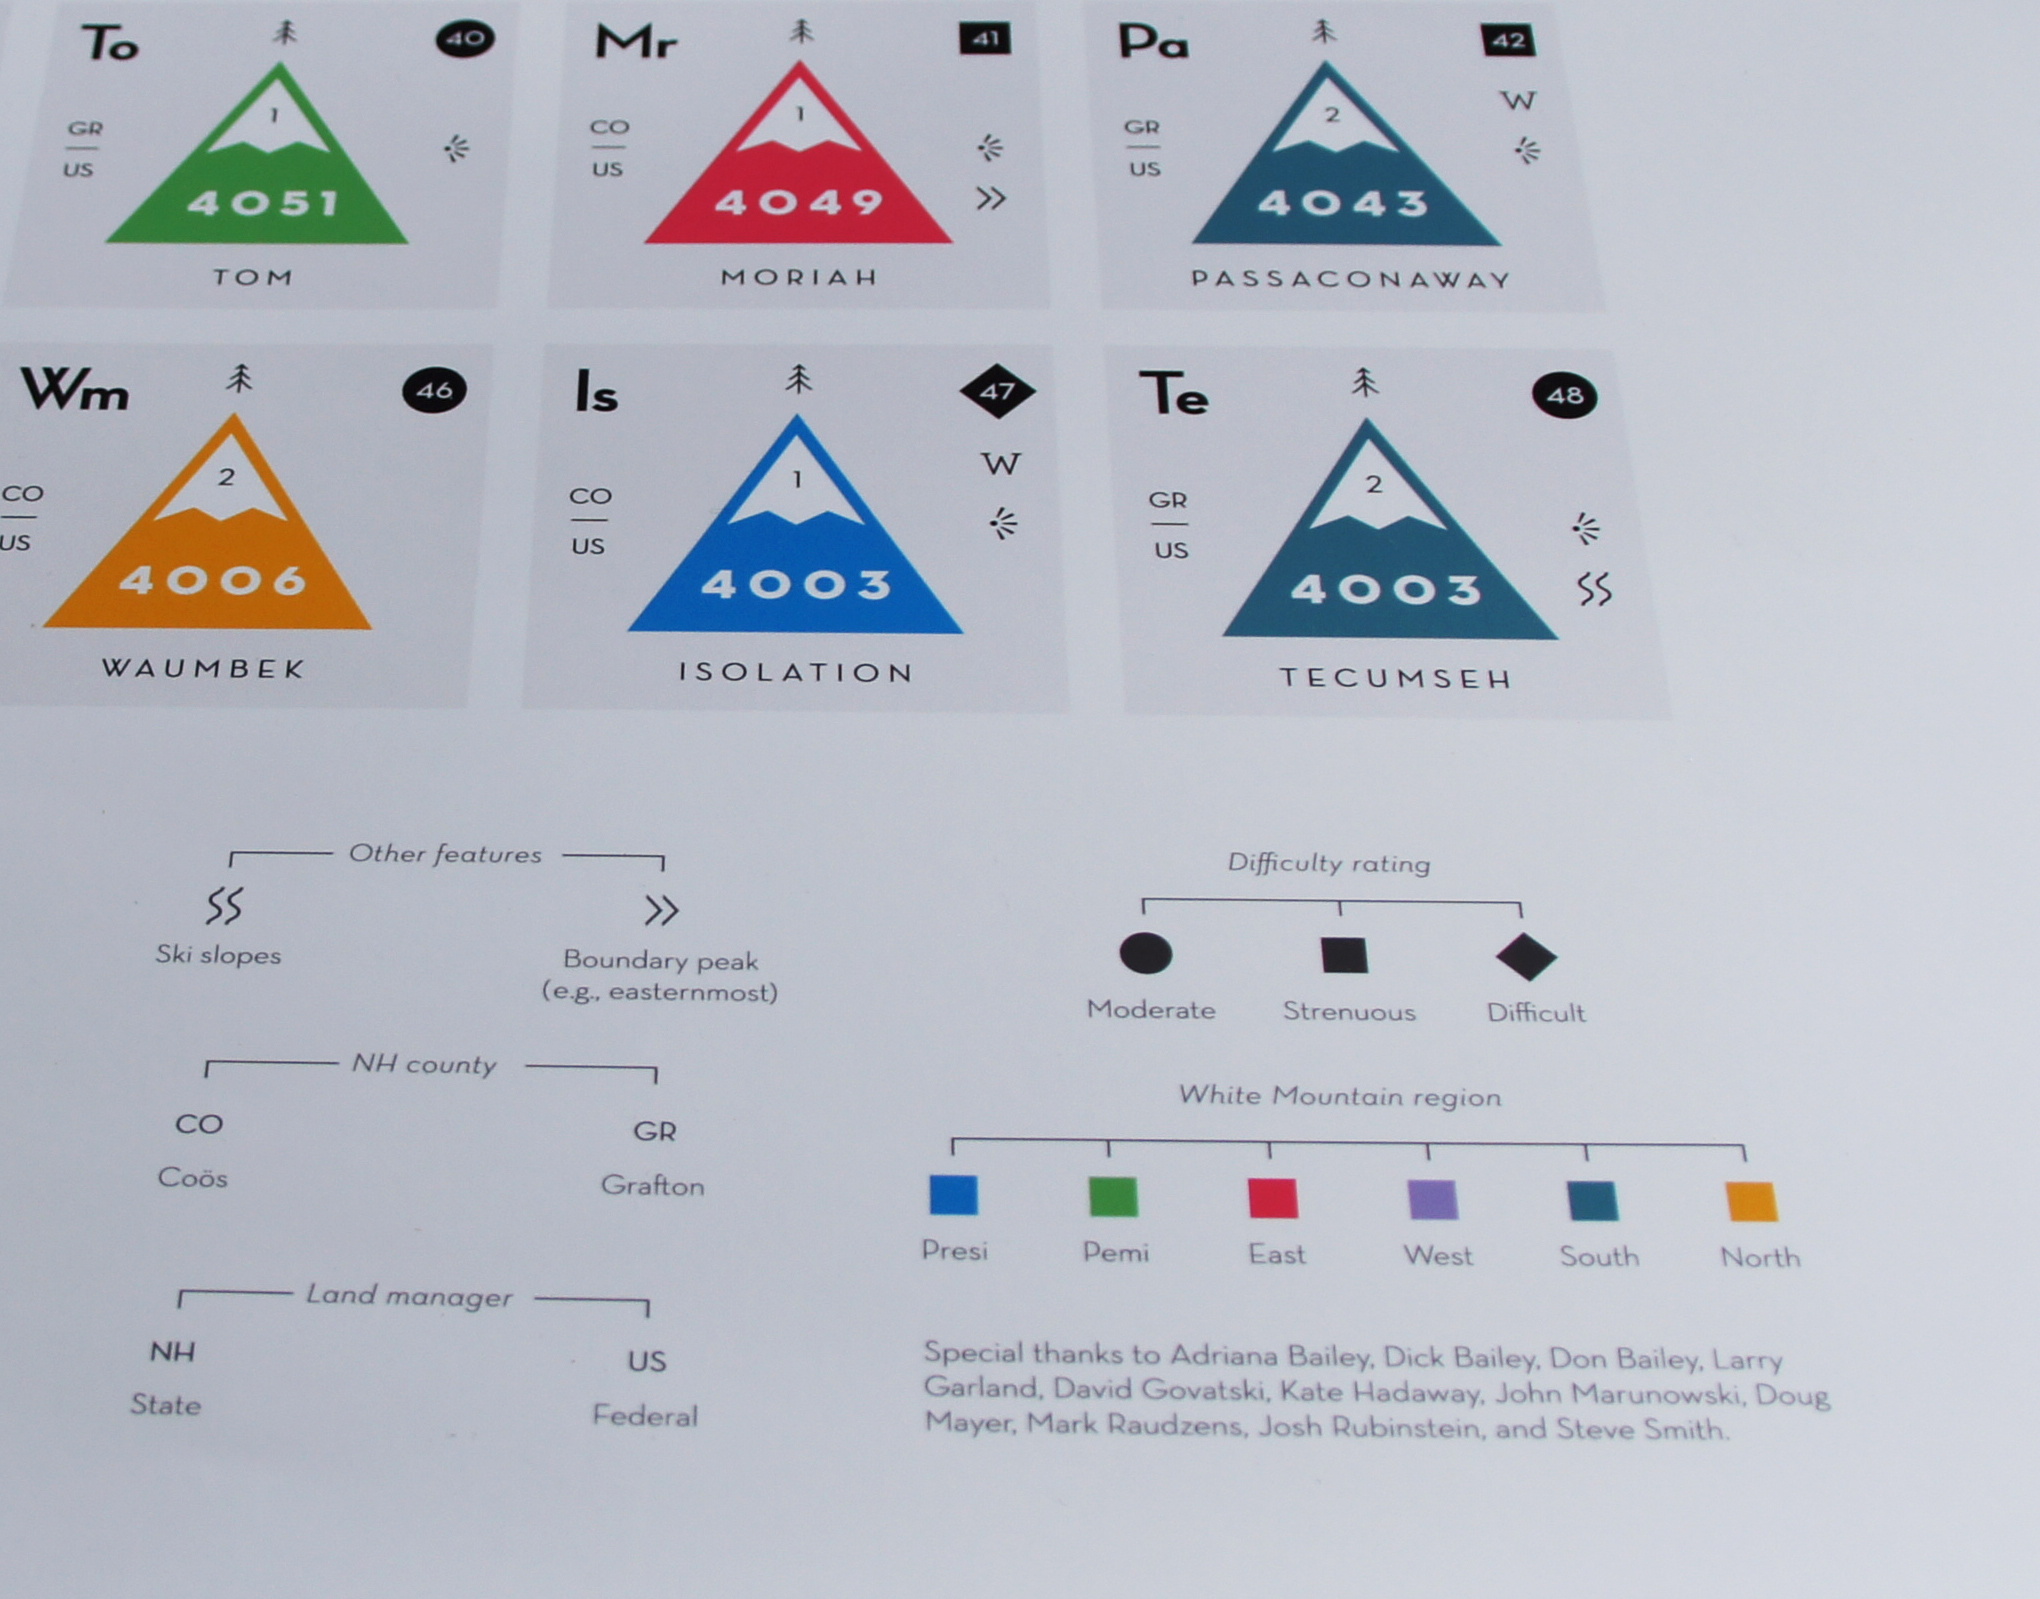 To 40 Mr 41 Pa 42
W
1 1 2
GR CO GR
US US US
4051 4049 4043
TOM MORIAH PASSACONAWAY
Wm 46 Is 47 Te 48
W
2 1 2
CO CO GR
US US US
4006 4003 4003
WAUMBEK ISOLATION TECUMSEH
Other features
Ski slopes
Boundary peak
(e.g., easternmost)
NH county
CO GR
Coös Grafton
Land manager
NH US
State Federal
Difficulty rating
Moderate Strenuous Difficult
White Mountain region
Presi Pemi East West South North
Special thanks to Adriana Bailey, Dick Bailey, Don Bailey, Larry
Garland, David Govatski, Kate Hadaway, John Marunowski, Doug
Mayer, Mark Raudzens, Josh Rubinstein, and Steve Smith.